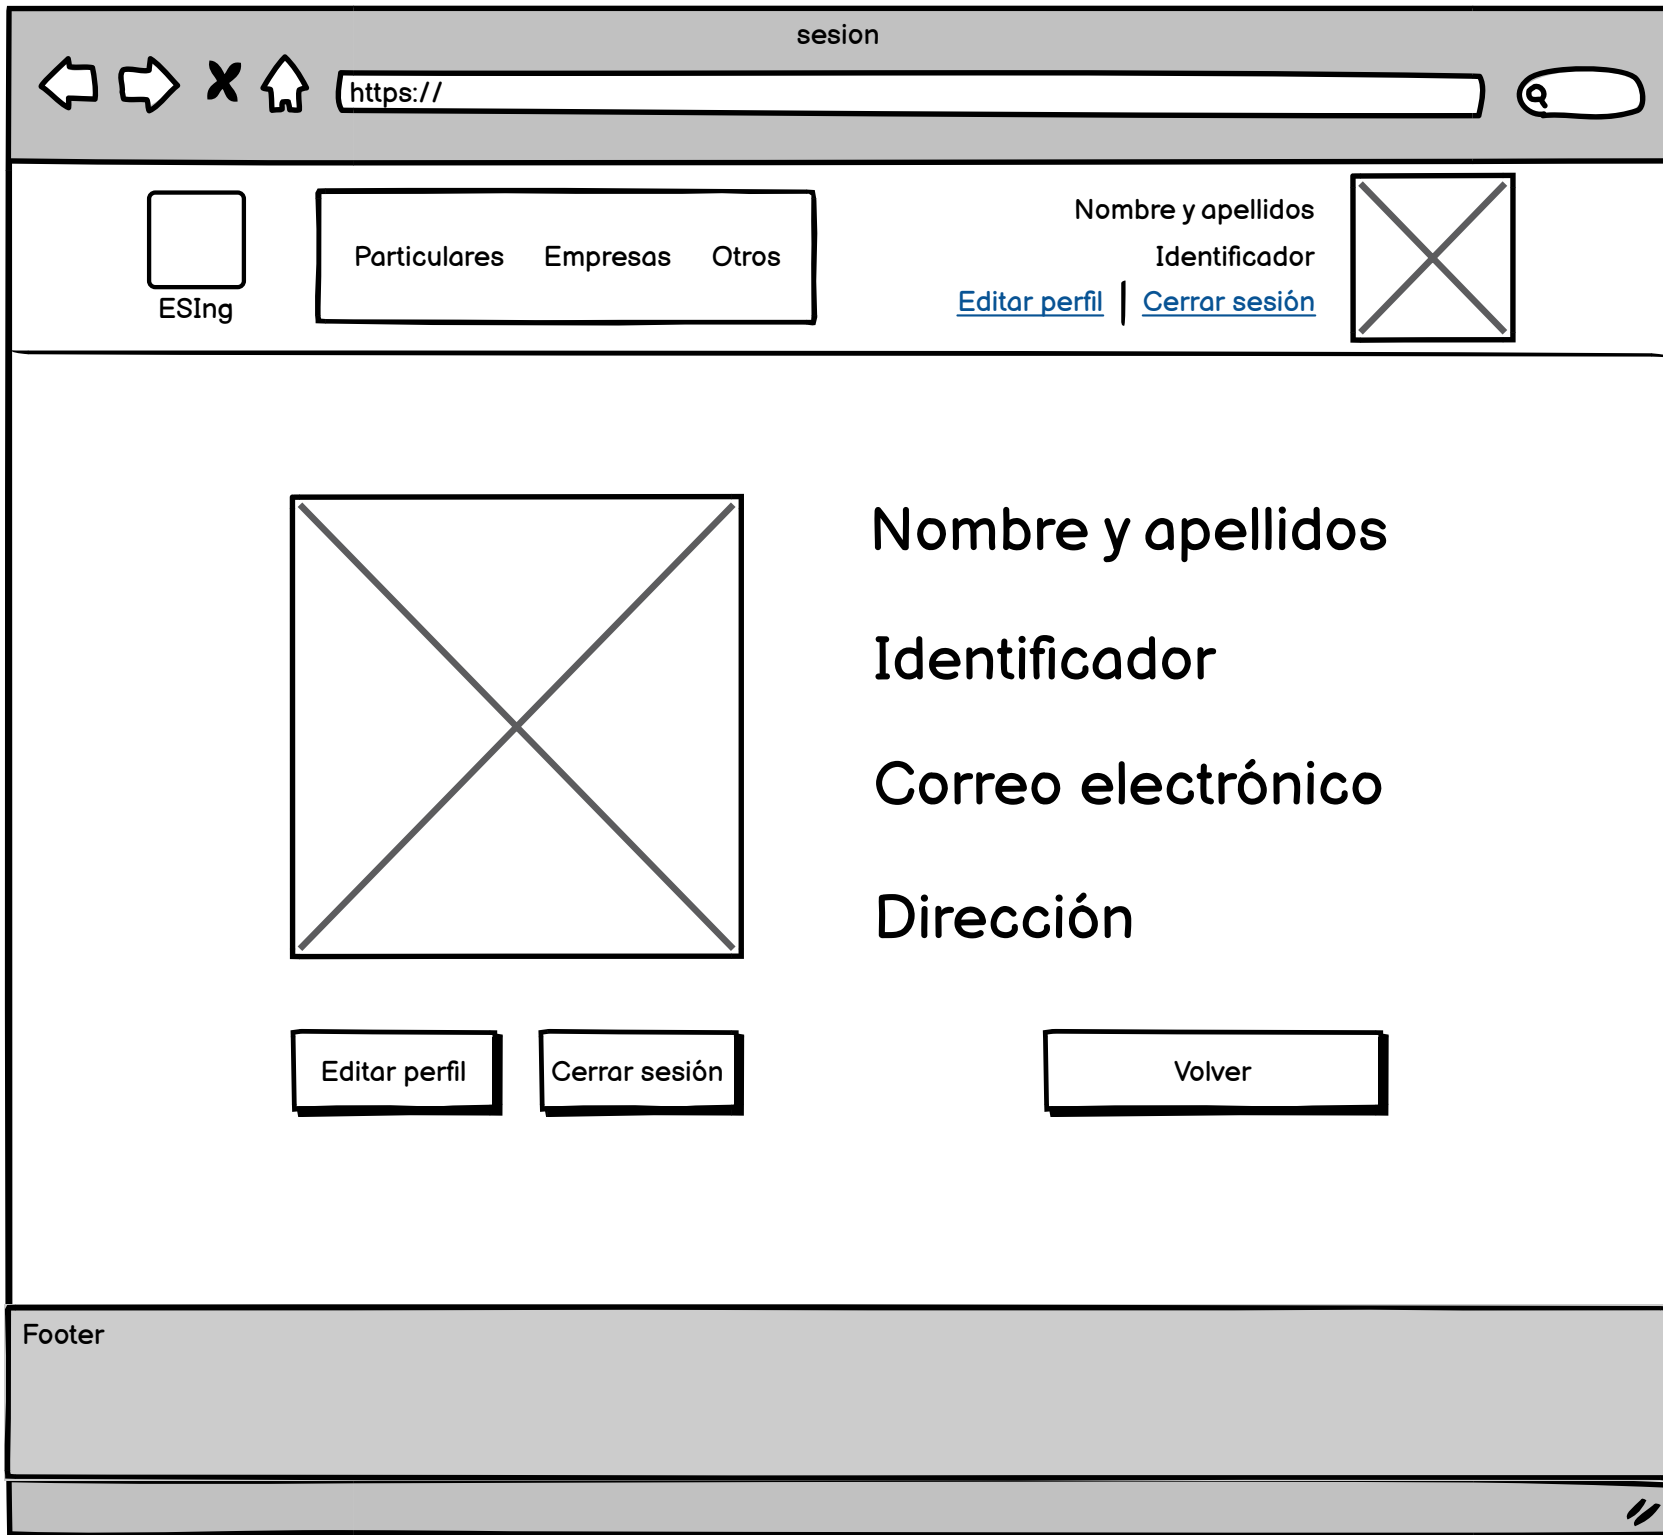 sesion
https://
ESIng
Particulares Empresas Otros
Nombre y apellidos
Identificador
Editar perfil Cerrar sesión
Nombre y apellidos
Identificador
Correo electrónico
Dirección
Editar perfil Cerrar sesión Volver
Footer